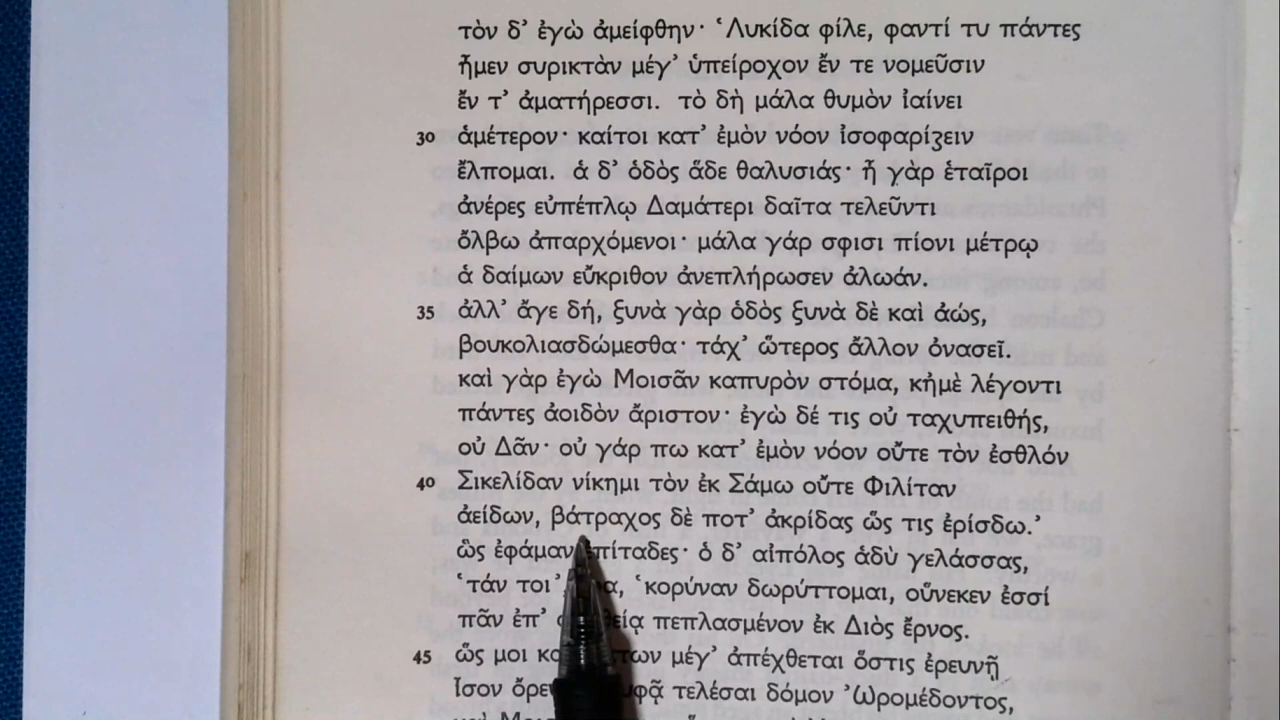 τὸν δ' ἐγὼ ἀμείφθην· 'Λυκίδα φίλε, φαντί τυ πάντες
ἦμεν συρικτὰν μέγ' ὑπείροχον ἔν τε νομεῦσιν
ἔν τ' ἀματήρεσσι. τὸ δὴ μάλα θυμὸν ἰαίνει
30 ἁμέτερον· καίτοι κατ' ἐμὸν νόον ἰσοφαρίζειν
ἔλπομαι. ἁ δ' ὁδὸς ἅδε θαλυσιάς· ἦ γὰρ ἑταῖροι
ἀνέρες εὐπέπλῳ Δαμάτερι δαῖτα τελεῦντι
ὄλβω ἀπαρχόμενοι· μάλα γάρ σφισι πίονι μέτρῳ
ἁ δαίμων εὔκριθον ἀνεπλήρωσεν ἀλωάν.
35 ἀλλ' ἄγε δή, ξυνὰ γὰρ ὁδὸς ξυνὰ δὲ καὶ ἀώς,
βουκολιασδώμεσθα· τάχ' ὥτερος ἄλλον ὀνασεῖ.
καὶ γὰρ ἐγὼ Μοισᾶν καπυρὸν στόμα, κἠμὲ λέγοντι
πάντες ἀοιδὸν ἄριστον· ἐγὼ δέ τις οὐ ταχυπειθής,
οὐ Δᾶν· οὐ γάρ πω κατ' ἐμὸν νόον οὔτε τὸν ἐσθλόν
40 Σικελίδαν νίκημι τὸν ἐκ Σάμω οὔτε Φιλίταν
ἀείδων, βάτραχος δὲ ποτ' ἀκρίδας ὥς τις ἐρίσδω.'
ὣς ἐφάμαν ἐπίταδες· ὁ δ' αἰπόλος ἁδὺ γελάσσας,
'τάν τοι', 'κορύναν δωρύττομαι, οὕνεκεν ἐσσί
πᾶν ἐπ' πεπλασμένον ἐκ Διὸς ἔρνος.
45 ὥς μοι μέγ' ἀπέχθεται ὅστις ἐρευνῇ
ἶσον τελέσαι δόμον Ὠρομέδοντος,